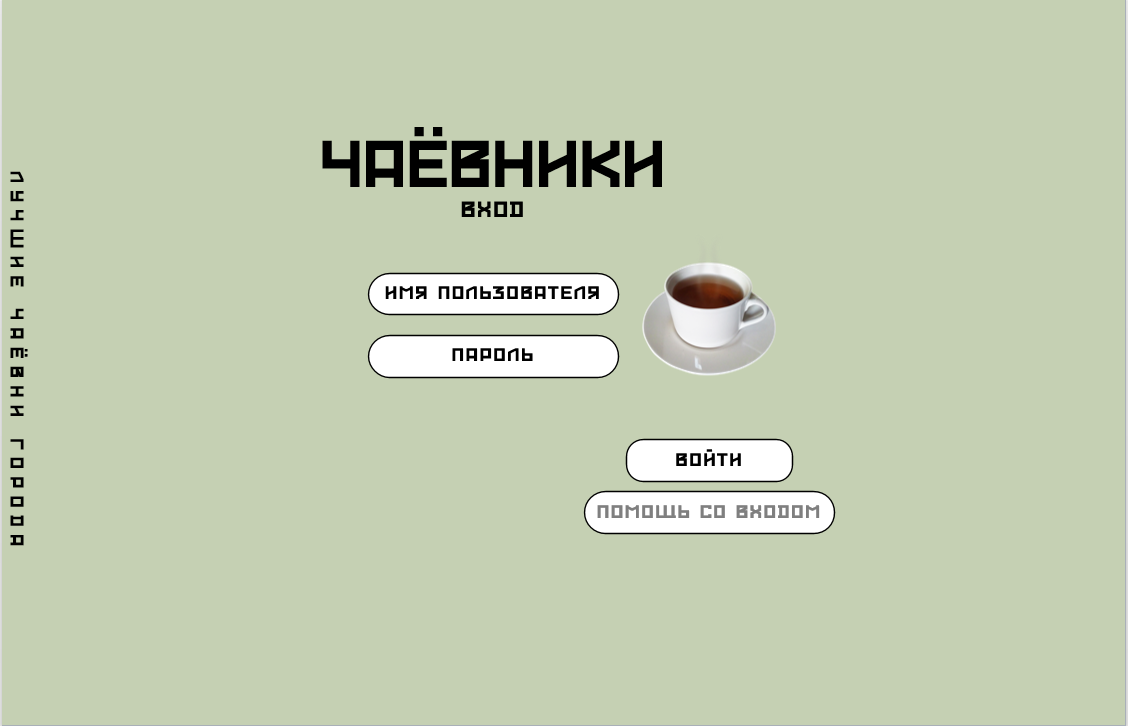 ЧАЁВНИКИ
ВХОД
ИМЯ ПОЛЬЗОВАТЕЛЯ
ПАРОЛЬ
ВОЙТИ
ПОМОЩЬ СО ВХОДОМ
ЛУЧШИЕ ЧАЁВНИ ГОРОДА